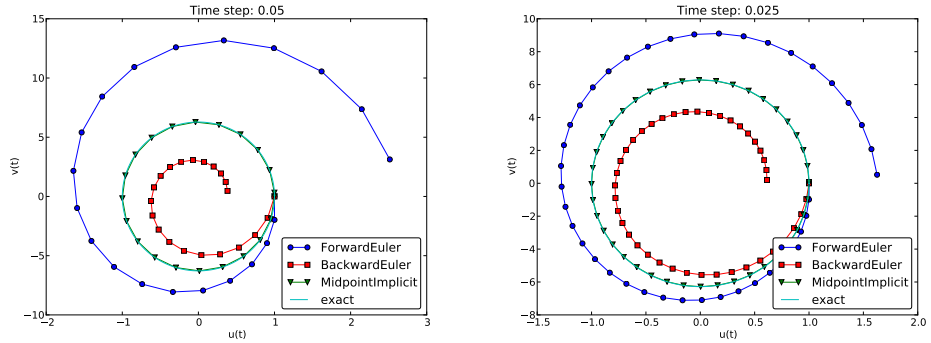 Time step: 0.05
15
10
5
0
−5
−10
−2
−1
0
1
2
3
v(t)
u(t)
ForwardEuler
BackwardEuler
MidpointImplicit
exact
Time step: 0.025
10
8
6
4
2
0
−2
−4
−6
−8
−1.5
−1.0
−0.5
0.0
0.5
1.0
1.5
2.0
v(t)
u(t)
ForwardEuler
BackwardEuler
MidpointImplicit
exact